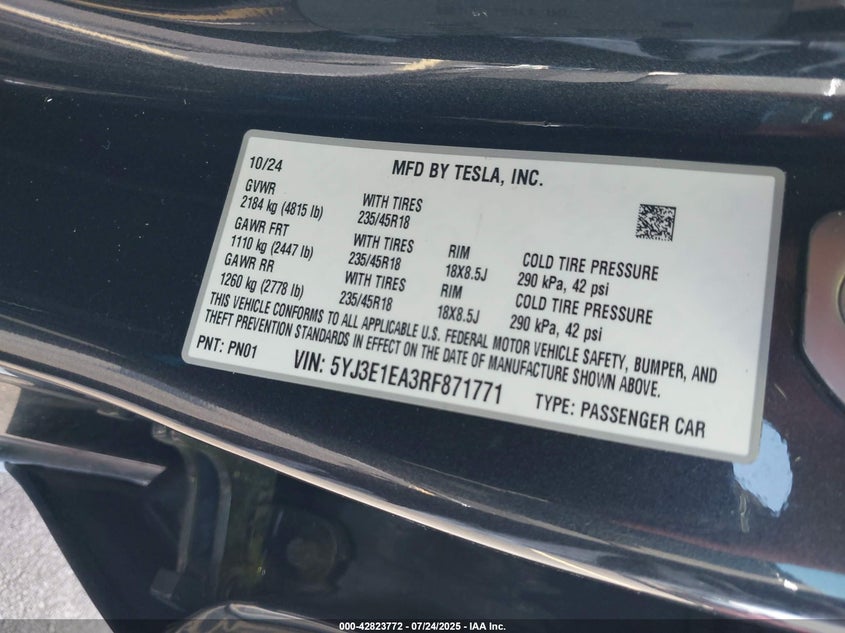 10/24
MFD BY TESLA, INC.
GVWR
2184 kg (4815 lb)
WITH TIRES
235/45R18
GAWR FRT
1110 kg (2447 lb)
WITH TIRES
235/45R18
RIM
18X8.5J
COLD TIRE PRESSURE
290 kPa, 42 psi
GAWR RR
1260 kg (2778 lb)
WITH TIRES
235/45R18
RIM
18X8.5J
COLD TIRE PRESSURE
290 kPa, 42 psi
THIS VEHICLE CONFORMS TO ALL APPLICABLE U.S. FEDERAL MOTOR VEHICLE SAFETY, BUMPER, AND
THEFT PREVENTION STANDARDS IN EFFECT ON THE DATE OF MANUFACTURE SHOWN ABOVE.
PNT: PN01
VIN: 5YJ3E1EA3RF871771
TYPE: PASSENGER CAR
000-42823772 - 07/24/2025 - IAA Inc.